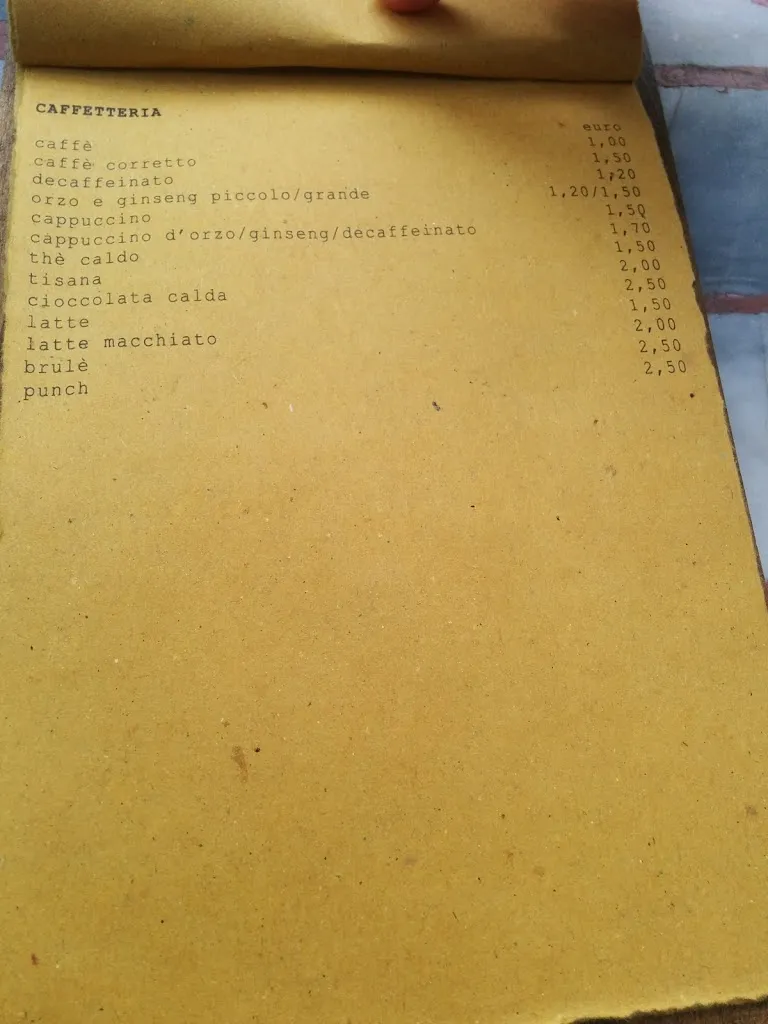 CAFFETTERIA
euro
caffè 1,00
caffè corretto 1,50
decaffeinato 1,20
orzo e ginseng piccolo/grande 1,20/1,50
cappuccino 1,50
cappuccino d'orzo/ginseng/decaffeinato 1,70
thè caldo 1,50
tisana 2,00
cioccolata calda 2,50
latte 1,50
latte macchiato 2,00
brulè 2,50
punch 2,50